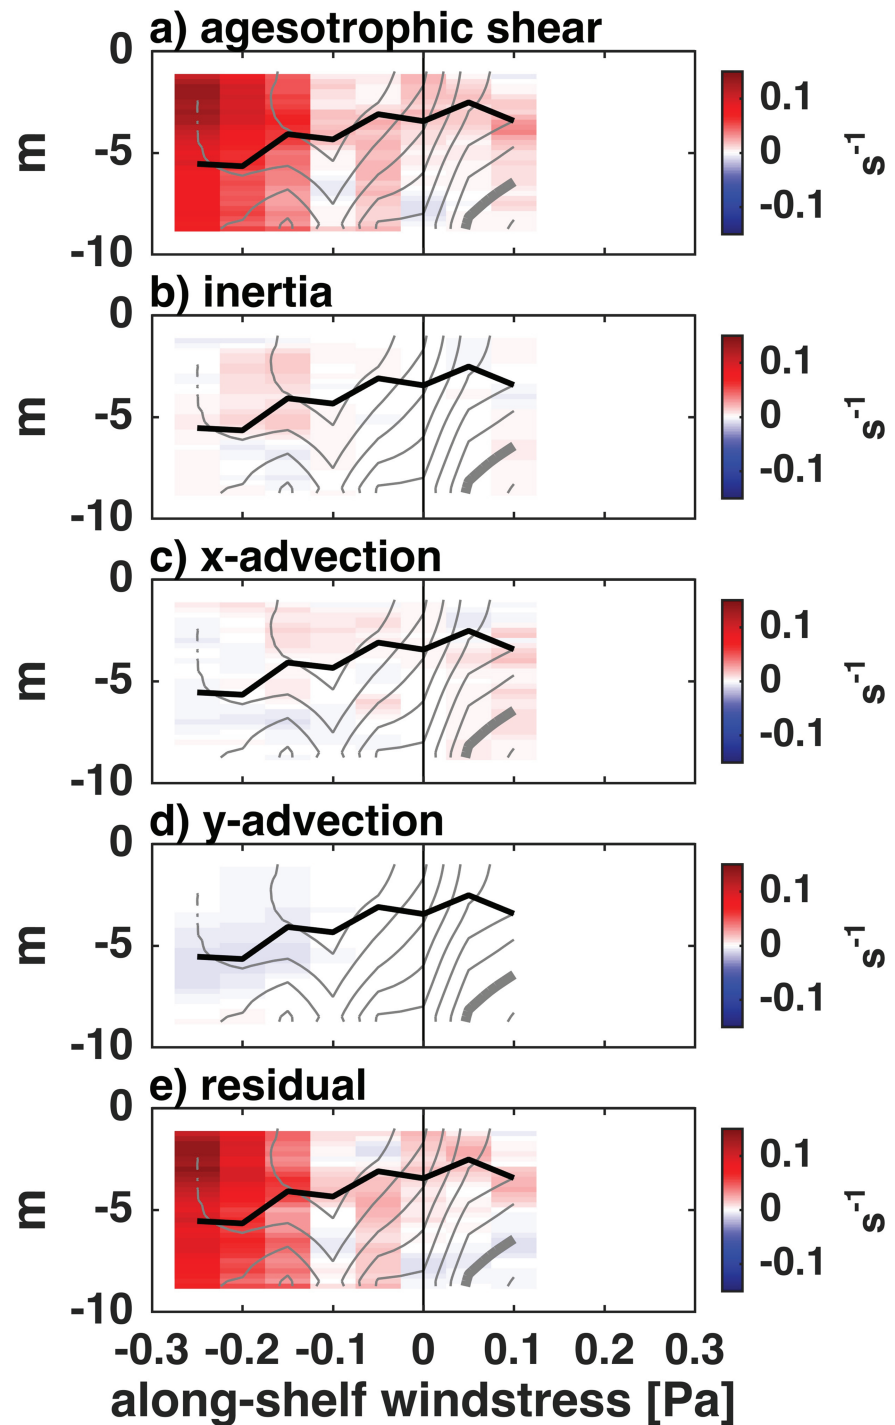 a) agesotrophic shear
0
-5
-10
m
0.1
0
-0.1
s-1
b) inertia
0
-5
-10
m
0.1
0
-0.1
s-1
c) x-advection
0
-5
-10
m
0.1
0
-0.1
s-1
d) y-advection
0
-5
-10
m
0.1
0
-0.1
s-1
e) residual
0
-5
-10
m
0.1
0
-0.1
s-1
-0.3 -0.2 -0.1 0 0.1 0.2 0.3
along-shelf windstress [Pa]